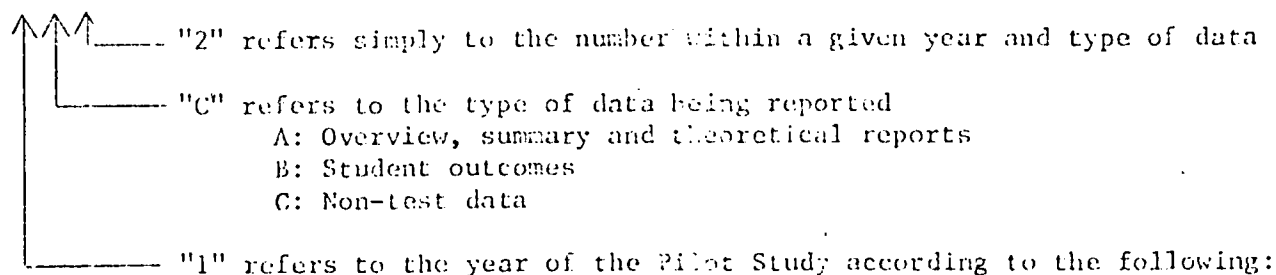 "2" refers simply to the number within a given year and type of data
"C" refers to the type of data being reported
A: Overview, summary and theoretical reports
B: Student outcomes
C: Non-test data
"1" refers to the year of the Pilot Study according to the following: